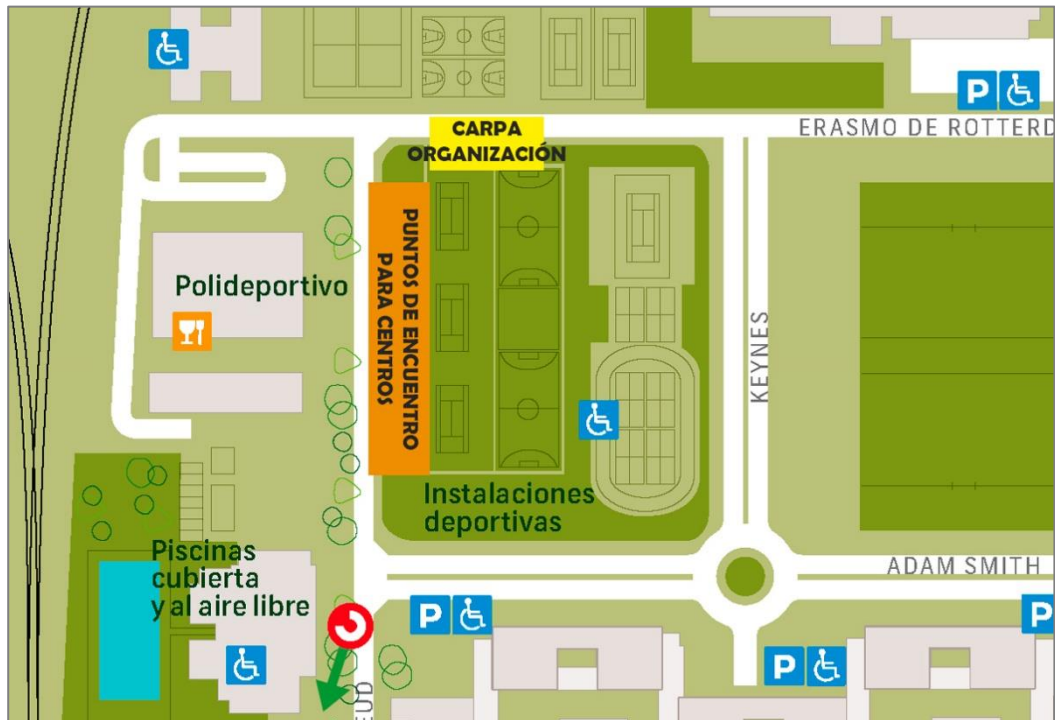 P
CARPA
ORGANIZACIÓN
ERASMO DE ROTTERD
PUNTOS DE ENCUENTRO
PARA CENTROS
Polideportivo
KEYNES
Instalaciones
deportivas
Piscinas
cubierta
y al aire libre
ADAM SMITH
P
P
P
EUD